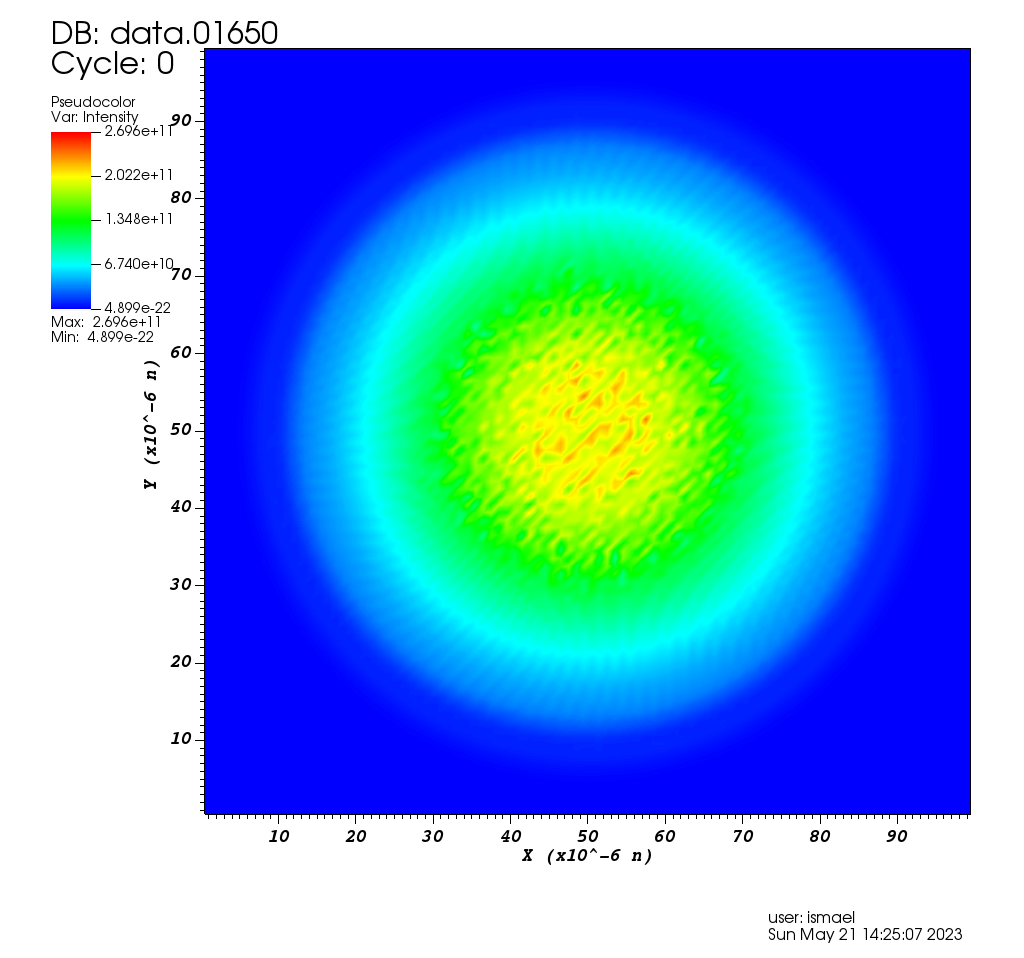 DB: data.01650
Cycle: 0
Pseudocolor
Var: Intensity
2.696e+11
2.022e+11
1.348e+11
6.740e+10
4.899e-22
Max: 2.696e+11
Min: 4.899e-22
90
80
70
60
50
40
30
20
10
Y (x10^-6 n)
10 20 30 40 50 60 70 80 90
X (x10^-6 n)
user: ismael
Sun May 21 14:25:07 2023